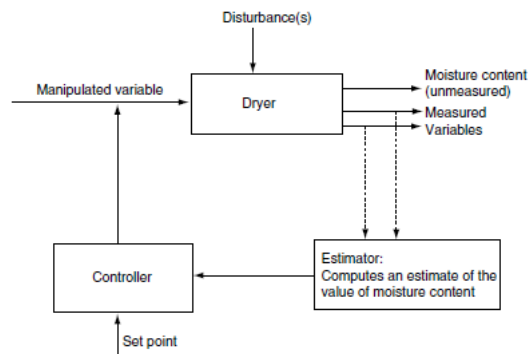 Disturbance(s)
Manipulated variable
Dryer
Moisture content
(unmeasured)
Measured
Variables
Estimator:
Computes an estimate of the
value of moisture content
Controller
Set point